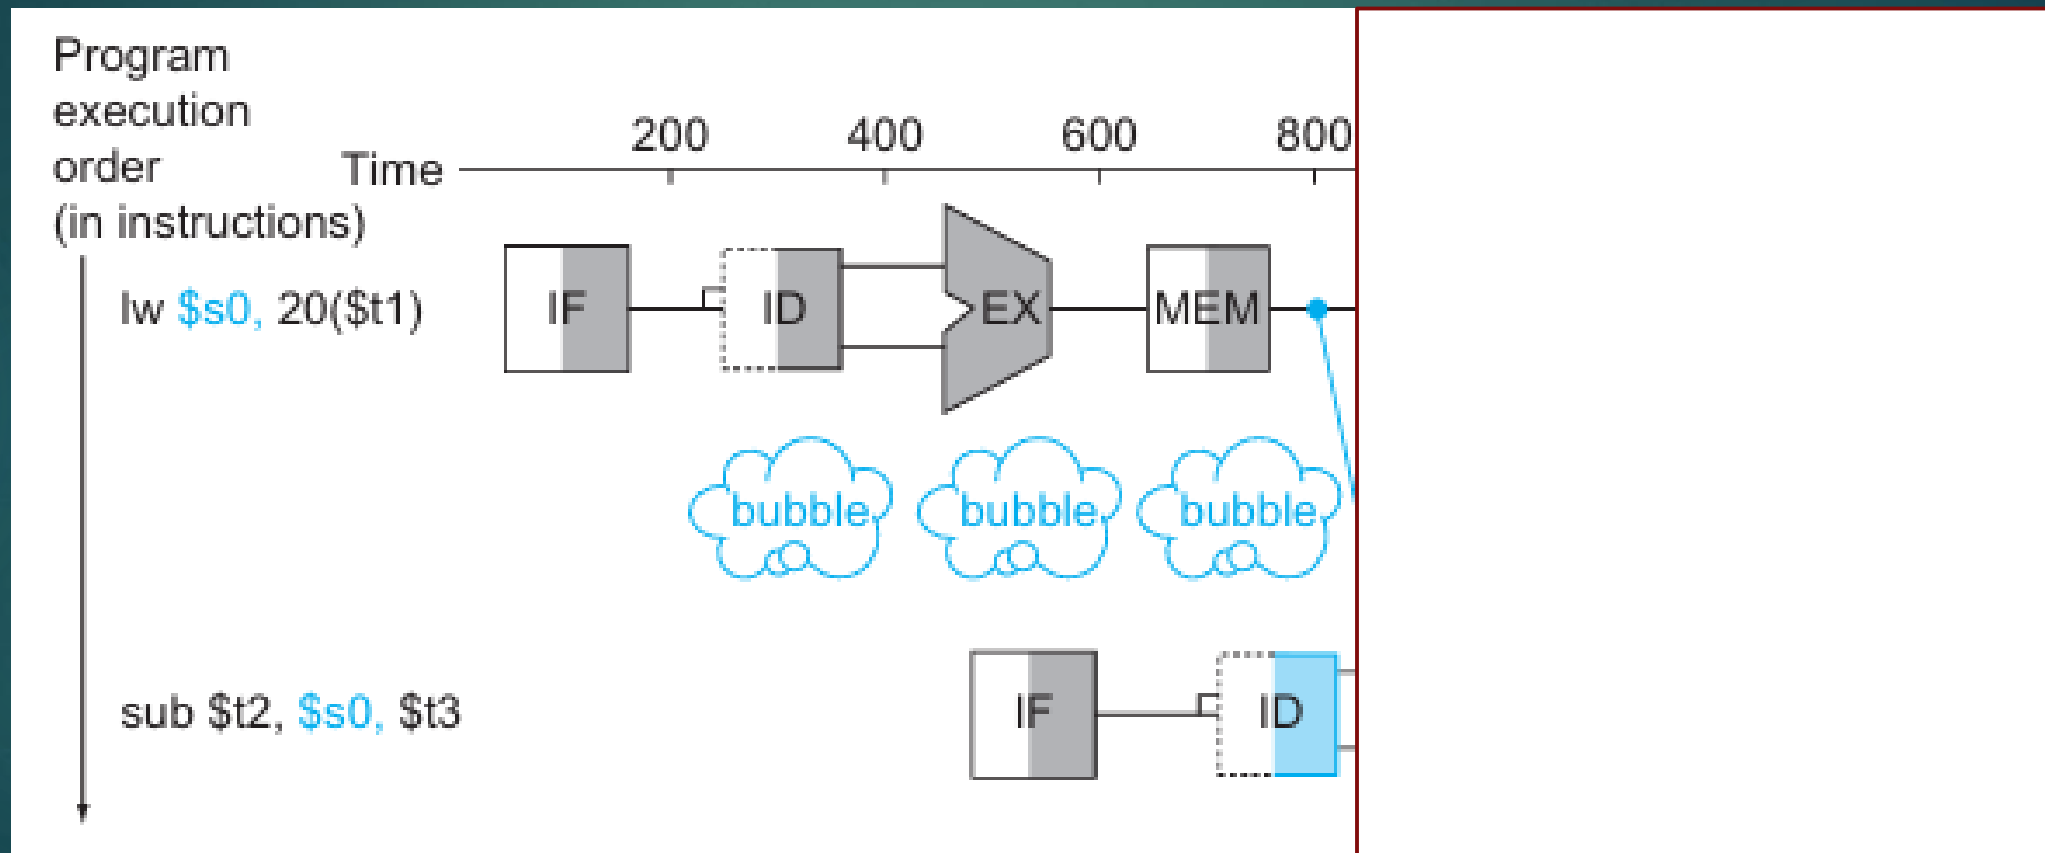 Program
execution
order
(in instructions)
Time
200 400 600 800
lw $s0, 20($t1)
IF ID EX MEM
bubble bubble bubble
sub $t2, $s0, $t3
IF ID